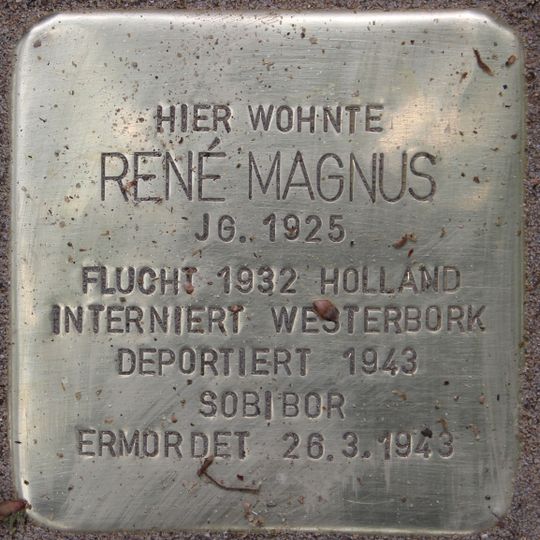 HIER WOHNTE
RENÉ MAGNUS
JG. 1925
FLUCHT 1932 HOLLAND
INTERNIERT WESTERBORK
DEPORTIERT 1943
SOBIBOR
ERMORDET 26.3.1943